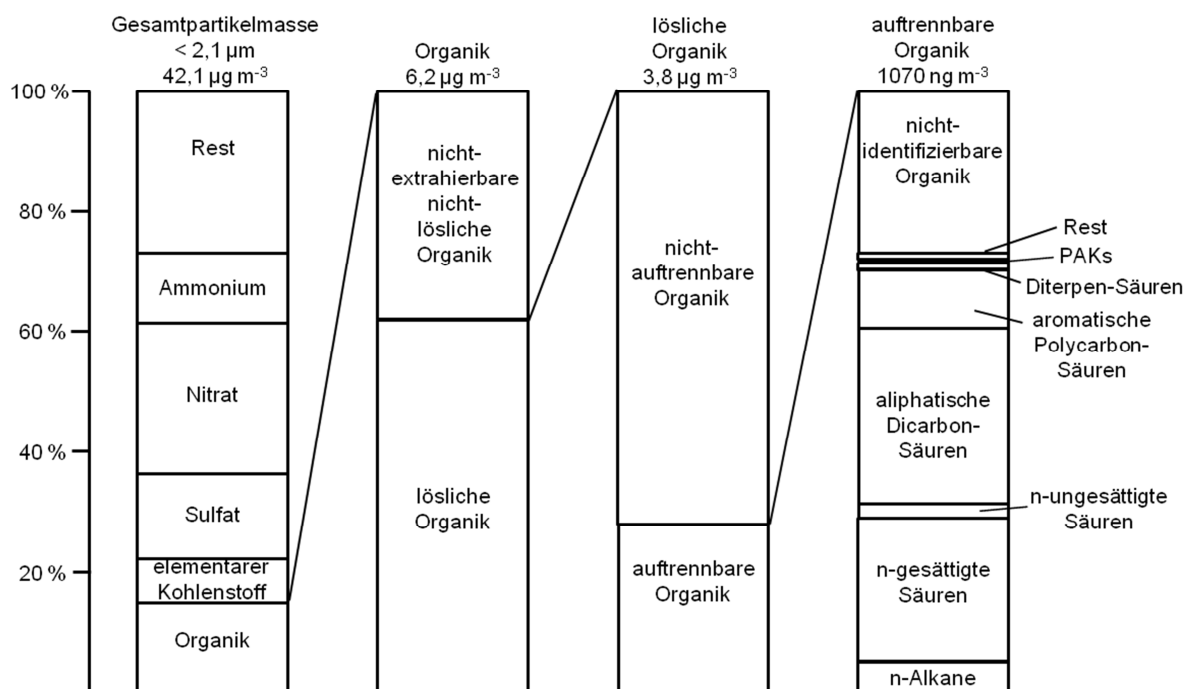 Gesamtpartikelmasse
< 2,1 µm
42,1 µg m-3
Organik
6,2 µg m-3
lösliche
Organik
3,8 µg m-3
auftrennbare
Organik
1070 ng m-3
100 %
80 %
60 %
40 %
20 %
Rest
Ammonium
Nitrat
Sulfat
elementarer
Kohlenstoff
Organik
nicht-
extrahierbare
nicht-
lösliche
Organik
lösliche
Organik
nicht-
auftrennbare
Organik
auftrennbare
Organik
nicht-
identifizierbare
Organik
Rest
PAKs
Diterpen-Säuren
aromatische
Polycarbon-
Säuren
aliphatische
Dicarbon-
Säuren
n-ungesättigte
Säuren
n-gesättigte
Säuren
n-Alkane